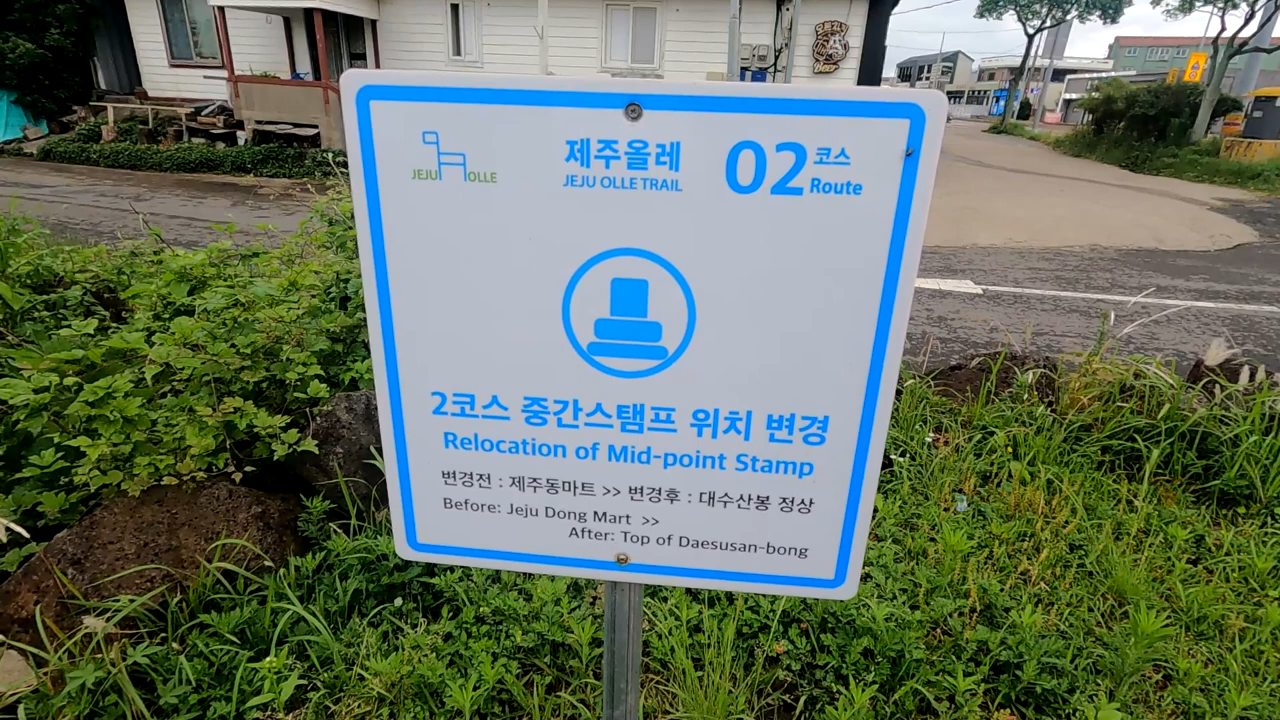 JEJU OLLE
제주올레
JEJU OLLE TRAIL
02 코스
Route
2코스 중간스탬프 위치 변경
Relocation of Mid-point Stamp
변경전 : 제주동마트 >> 변경후 : 대수산봉 정상
Before: Jeju Dong Mart >>
After: Top of Daesusan-bong